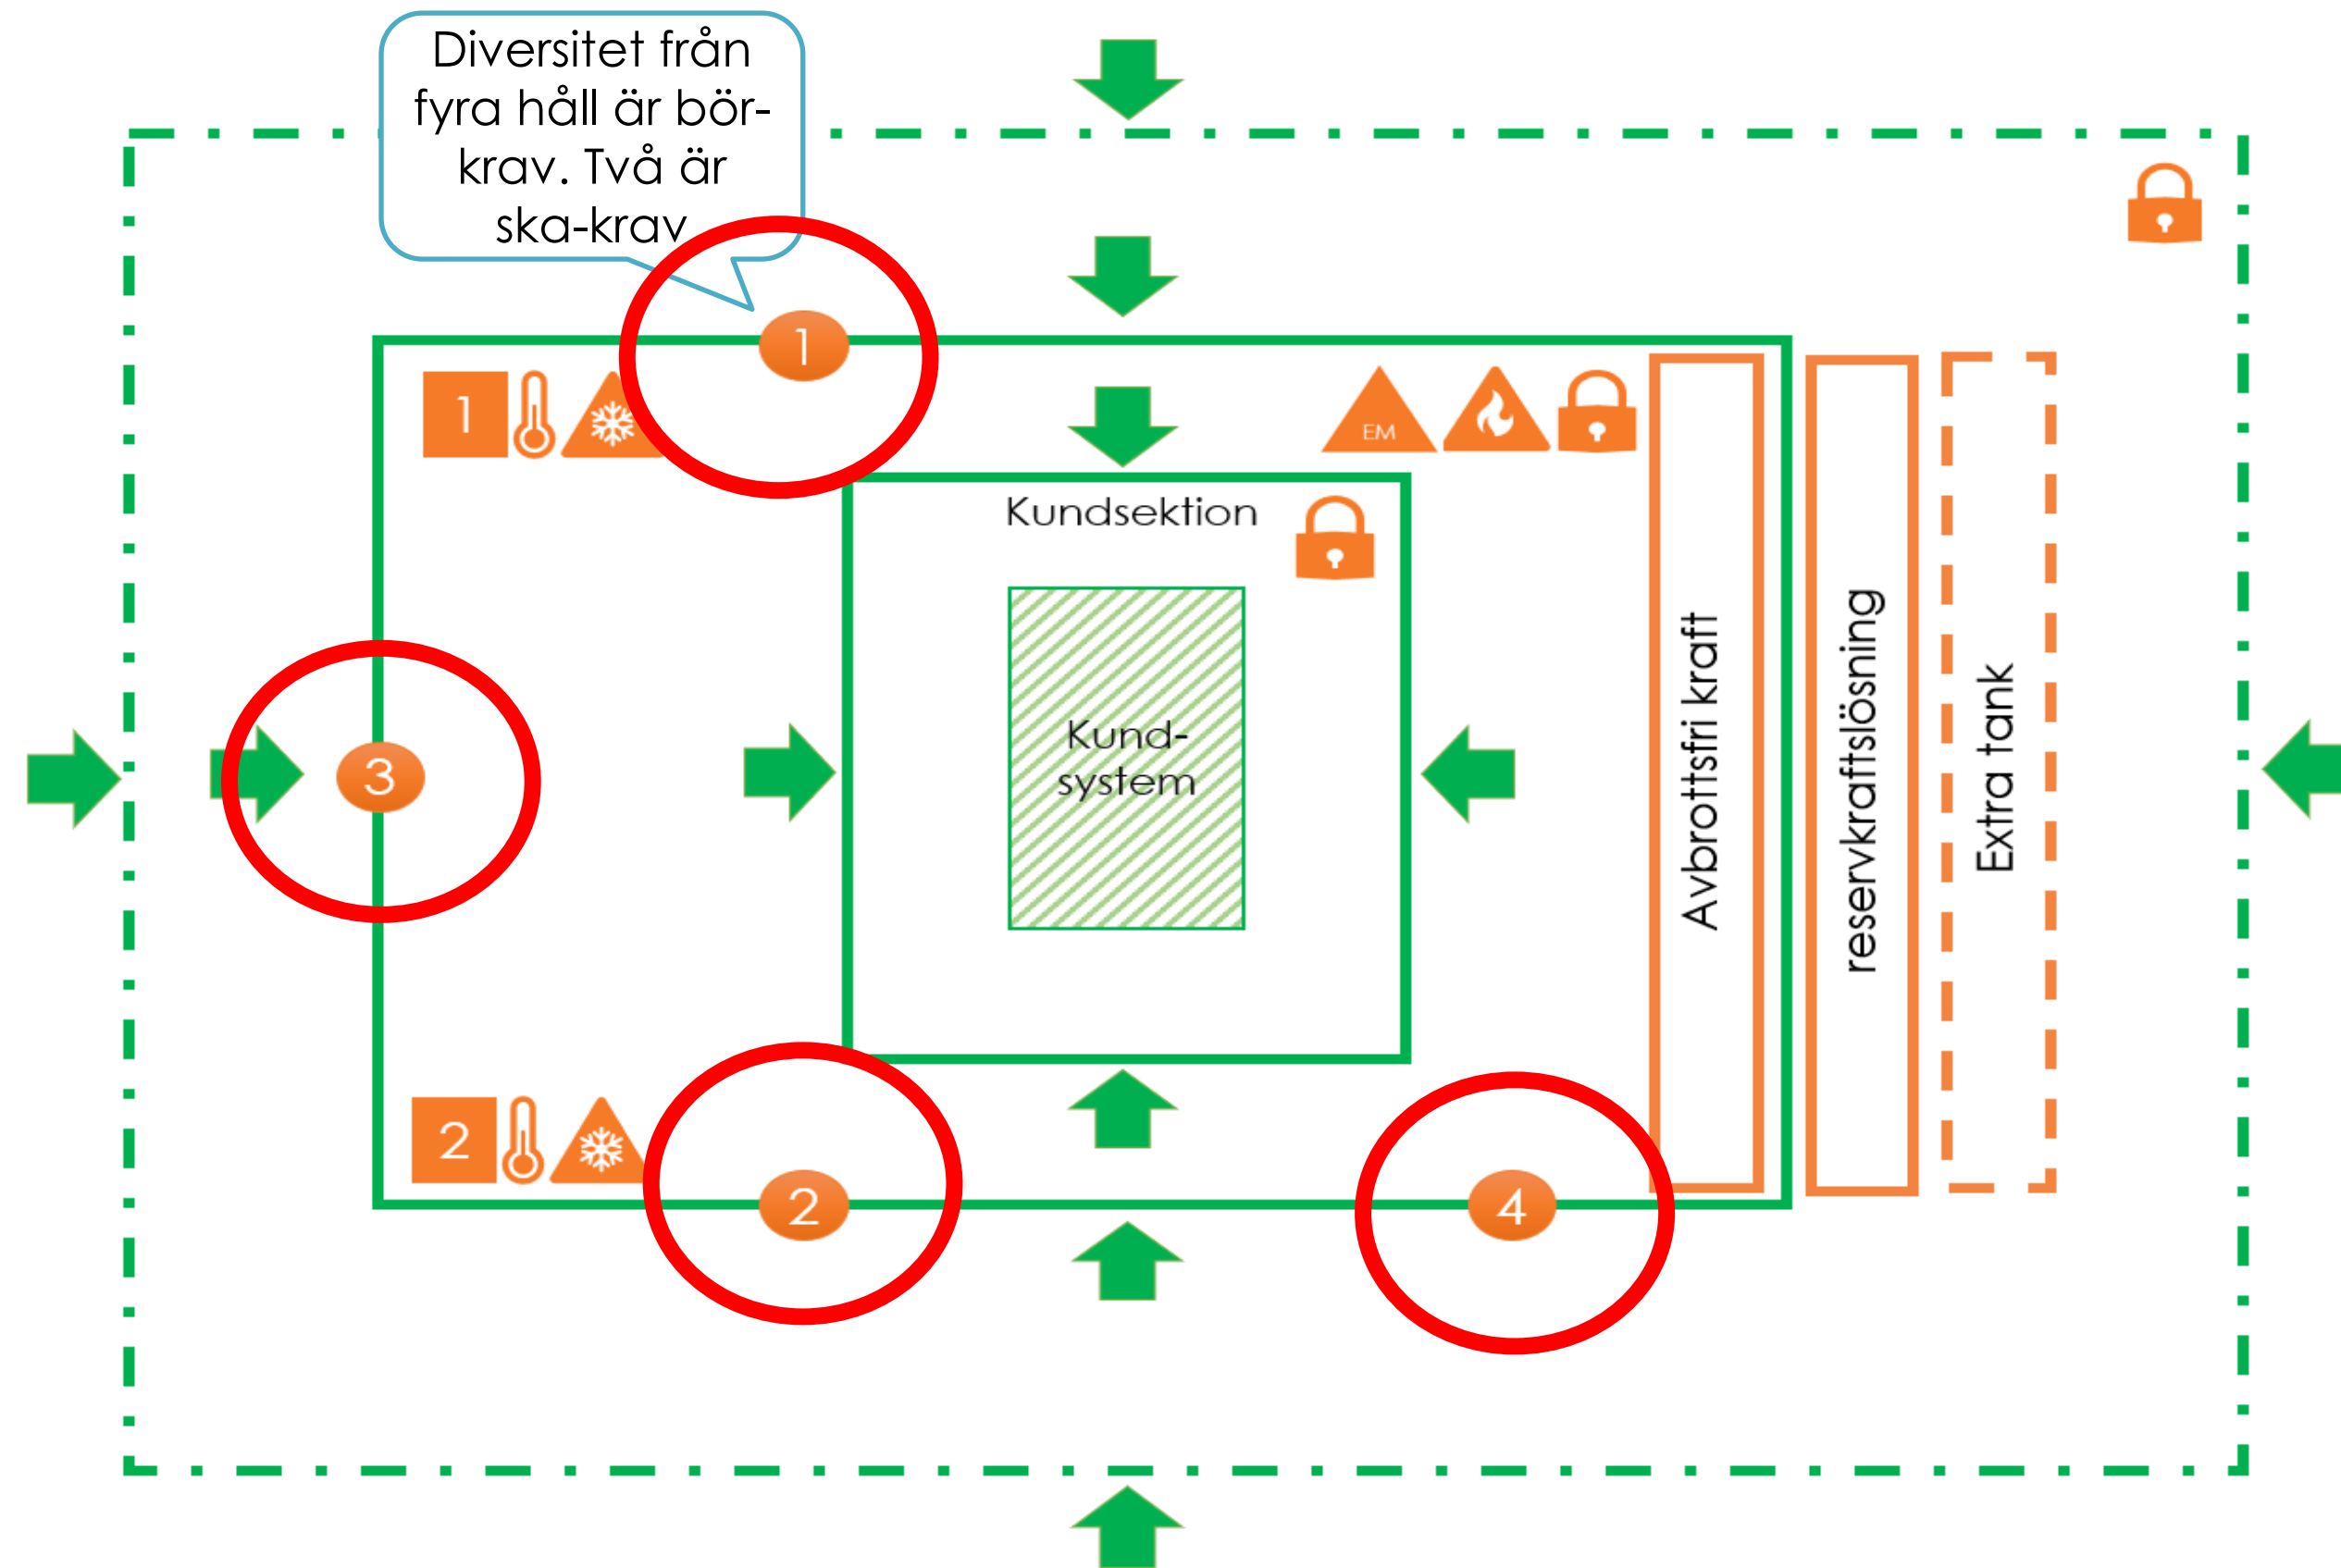 Diversitet från
fyra håll är bör-
krav. Två är
ska-krav
1
1
EM
Kundsektion
Kund-
system
3
Avbrottsfri kraft
reservkraftslösning
Extra tank
2
2
4